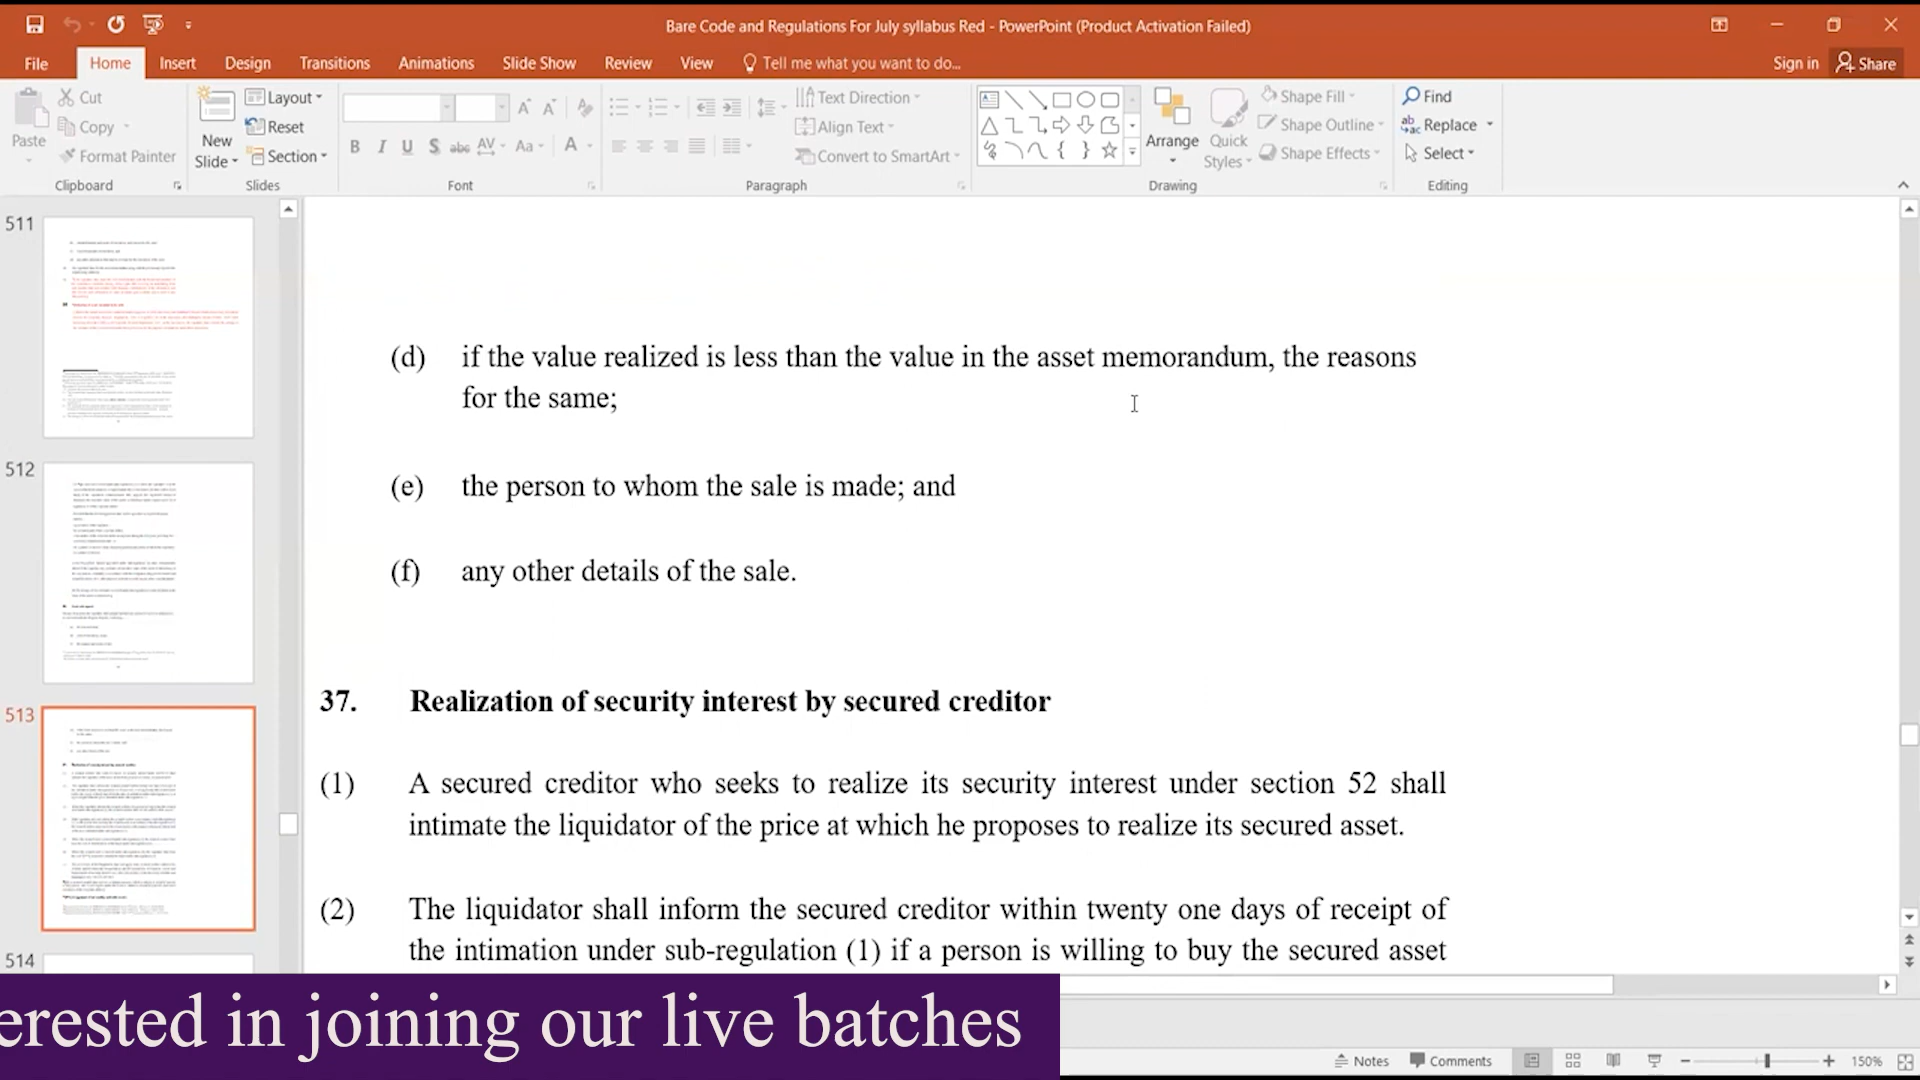 Bare Code and Regulations For July syllabus Red - PowerPoint (Product Activation Failed)
File Home Insert Design Transitions Animations Slide Show Review View Tell me what you want to do... Sign in Share
Paste Cut Copy Format Painter Clipboard
New Slide Layout Reset Section Slides
B I U S abc AV Aa A Font
Text Direction Align Text Convert to SmartArt Paragraph
Arrange Quick Styles Shape Fill Shape Outline Shape Effects Drawing
Find Replace Select Editing
511
512
513
514
(d) if the value realized is less than the value in the asset memorandum, the reasons
for the same;
(e) the person to whom the sale is made; and
(f) any other details of the sale.
37. Realization of security interest by secured creditor
(1) A secured creditor who seeks to realize its security interest under section 52 shall
intimate the liquidator of the price at which he proposes to realize its secured asset.
(2) The liquidator shall inform the secured creditor within twenty one days of receipt of
the intimation under sub-regulation (1) if a person is willing to buy the secured asset
erested in joining our live batches
Notes Comments 150%